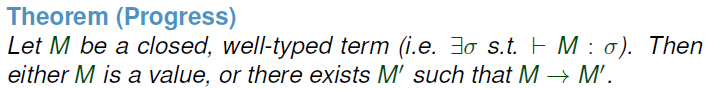 Theorem (Progress)
Let M be a closed, well-typed term (i.e. ∃σ s.t. ⊢ M : σ). Then
either M is a value, or there exists M′ such that M → M′.